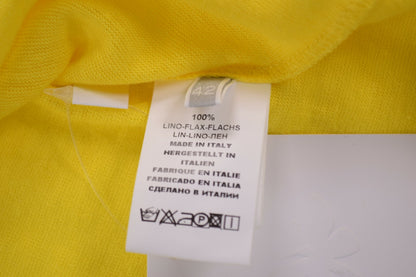 42
100%
LINO-FLAX-FLACHS
LIN-LINO-ЛЕН
MADE IN ITALY
HERGESTELLT IN
ITALIEN
FABRIQUE EN ITALIE
FABRICADO EN ITALIA
СДЕЛАНО В ИТАЛИИ